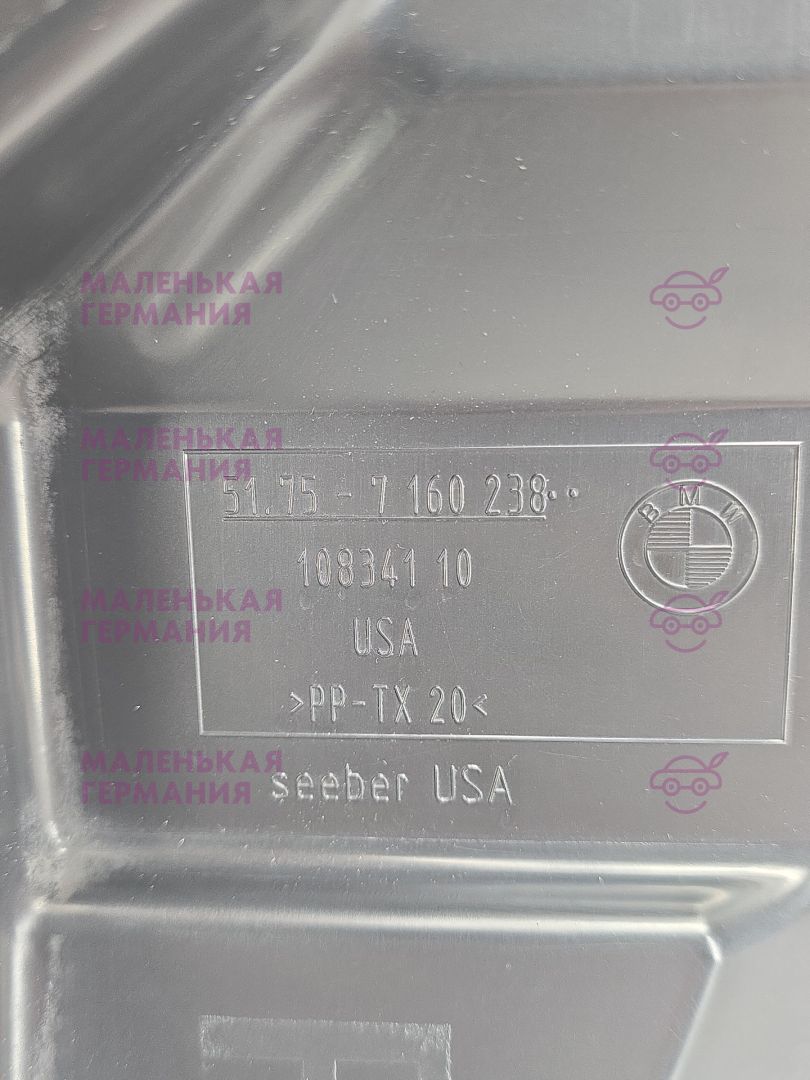 МАЛЕНЬКАЯ
ГЕРМАНИЯ
МАЛЕНЬКАЯ
ГЕРМАНИЯ
51.75 - 7 160 238··
BMW
108341 10
МАЛЕНЬКАЯ
ГЕРМАНИЯ
USA
>PP-TX 20<
МАЛЕНЬКАЯ
ГЕРМАНИЯ
seeber USA